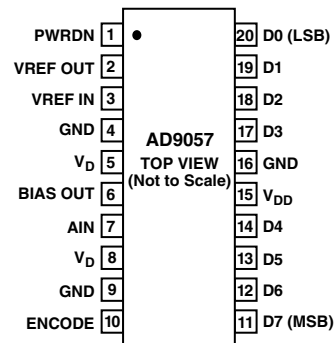 PWRDN 1
VREF OUT 2
VREF IN 3
GND 4
VD 5
BIAS OUT 6
AIN 7
VD 8
GND 9
ENCODE 10
AD9057
TOP VIEW
(Not to Scale)
20 D0 (LSB)
19 D1
18 D2
17 D3
16 GND
15 VDD
14 D4
13 D5
12 D6
11 D7 (MSB)